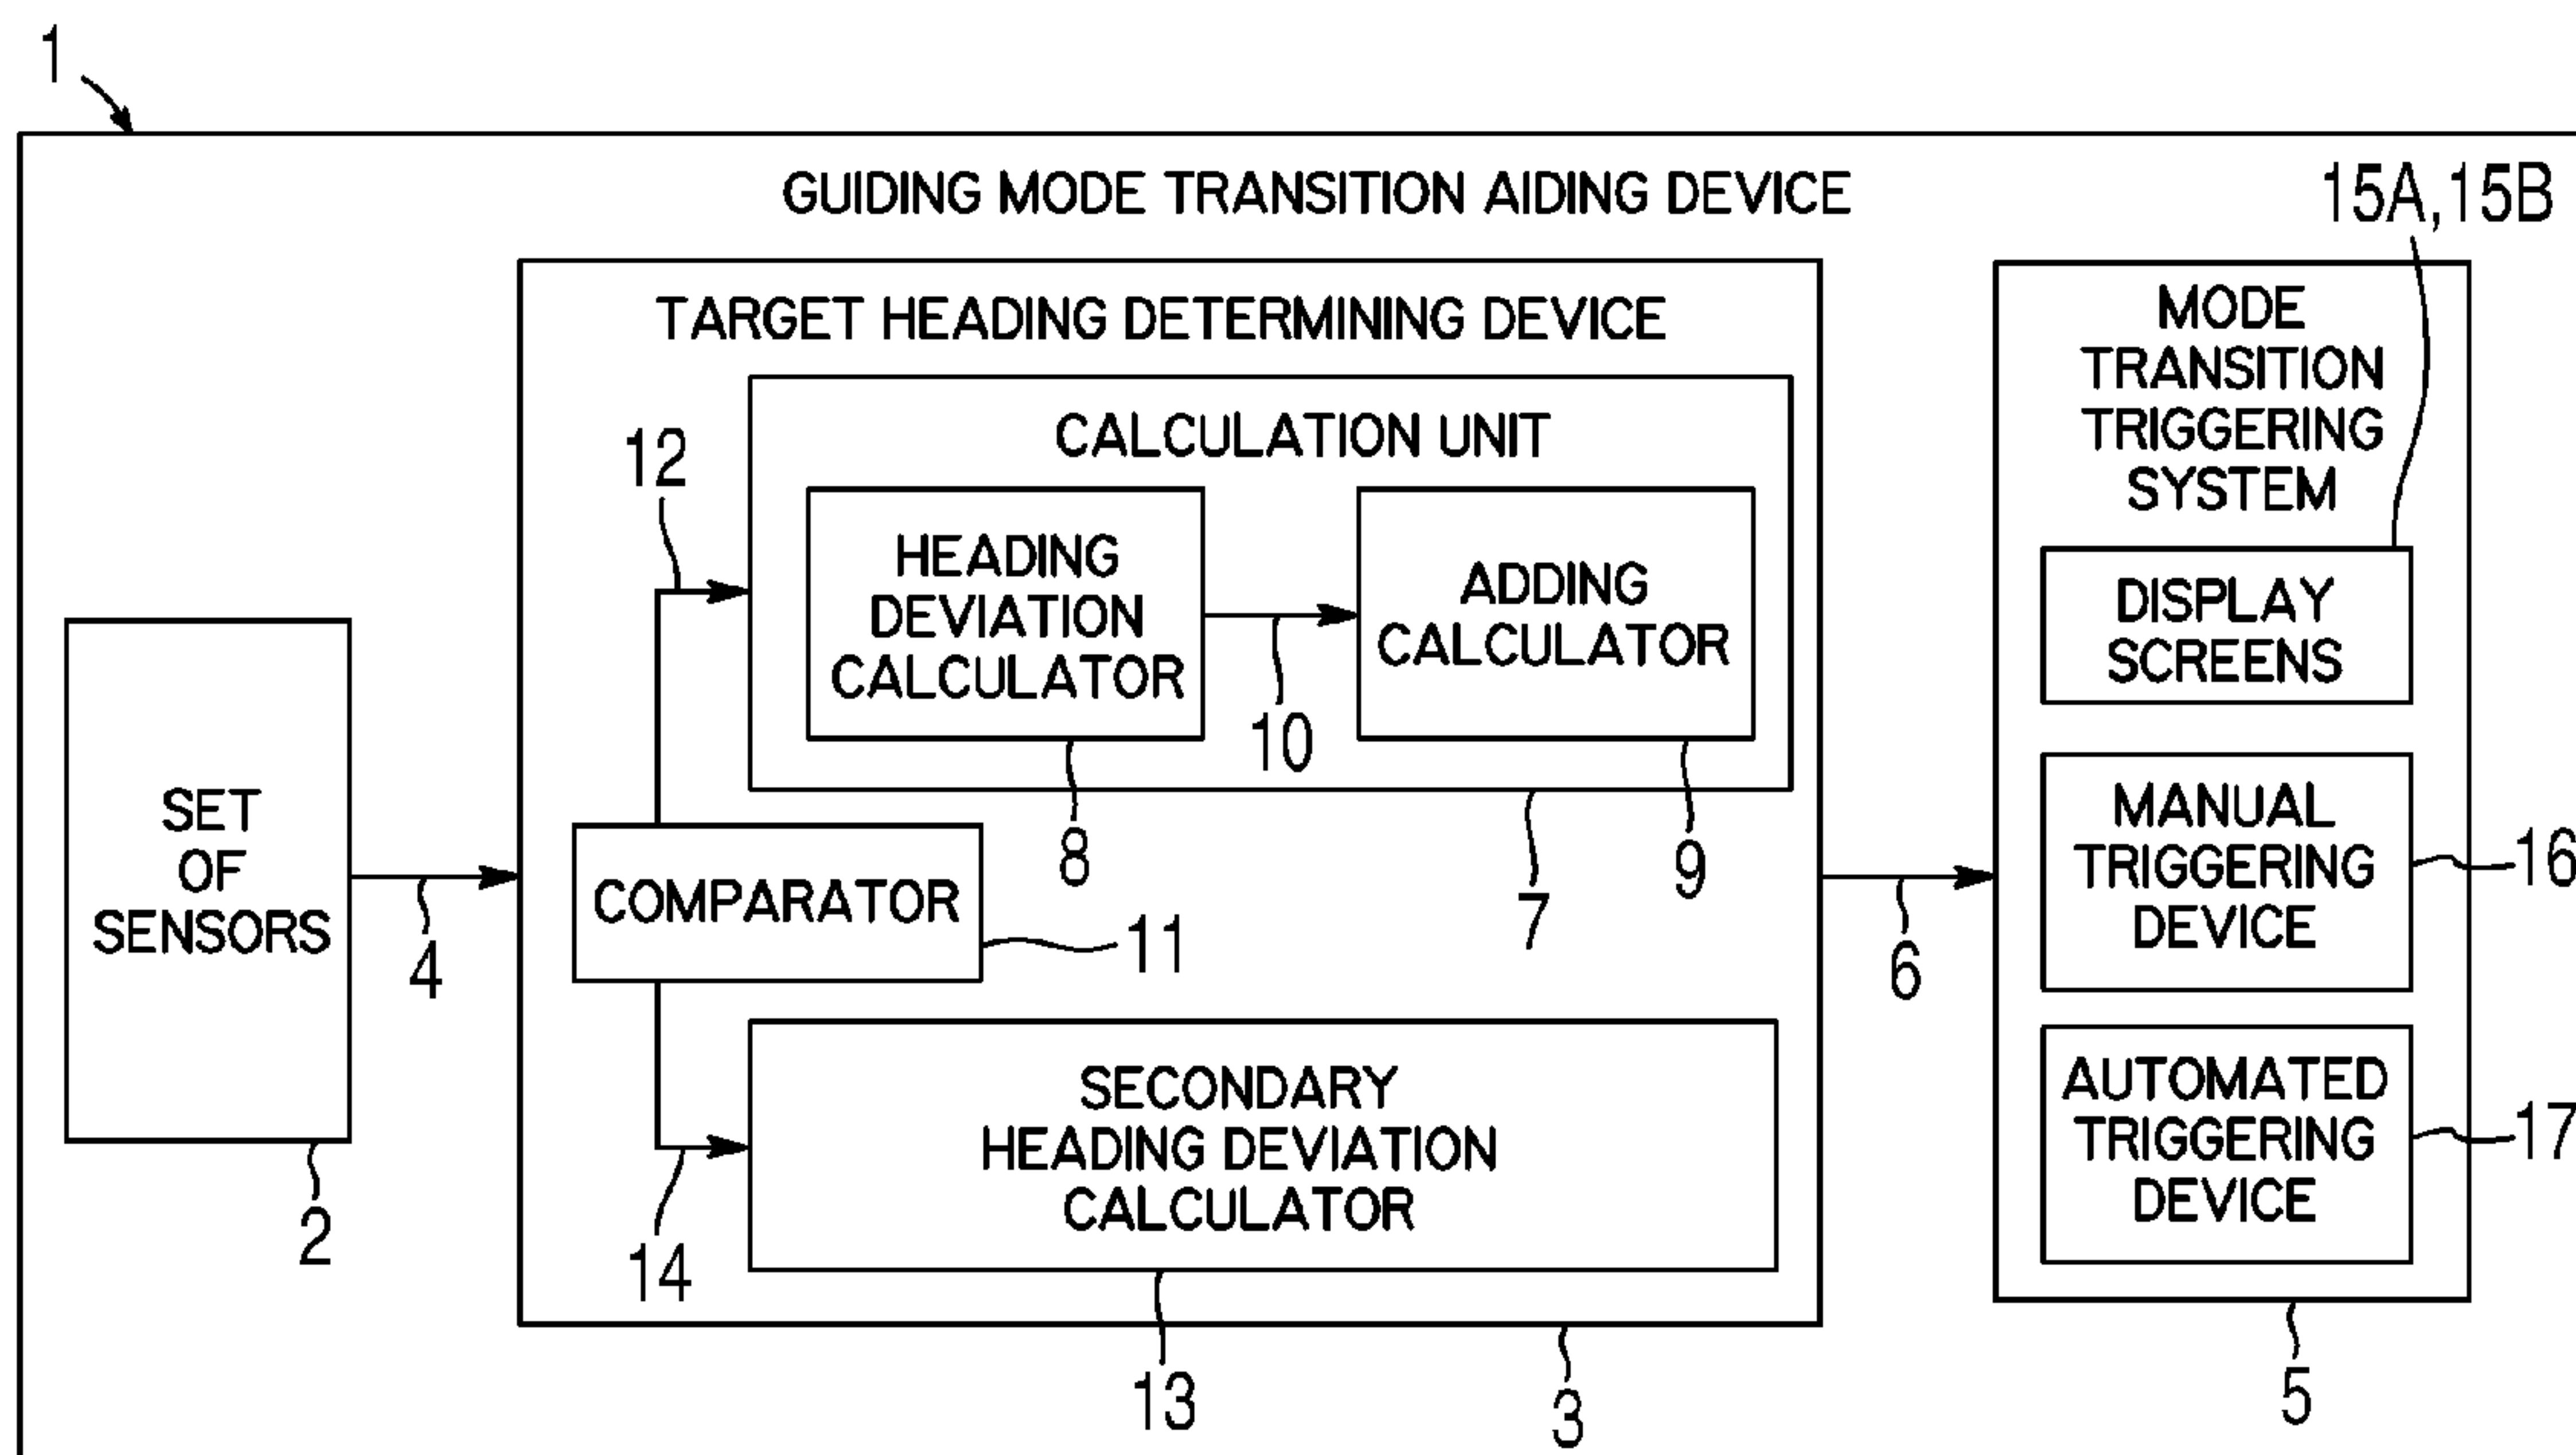 1
GUIDING MODE TRANSITION AIDING DEVICE
15A,15B
TARGET HEADING DETERMINING DEVICE
MODE
TRANSITION
TRIGGERING
SYSTEM
CALCULATION UNIT
12
HEADING
DEVIATION
CALCULATOR
10
ADDING
CALCULATOR
DISPLAY
SCREENS
SET
OF
SENSORS
4
COMPARATOR
11
8
9
7
6
MANUAL
TRIGGERING
DEVICE
16
2
14
SECONDARY
HEADING DEVIATION
CALCULATOR
13
3
AUTOMATED
TRIGGERING
DEVICE
17
5